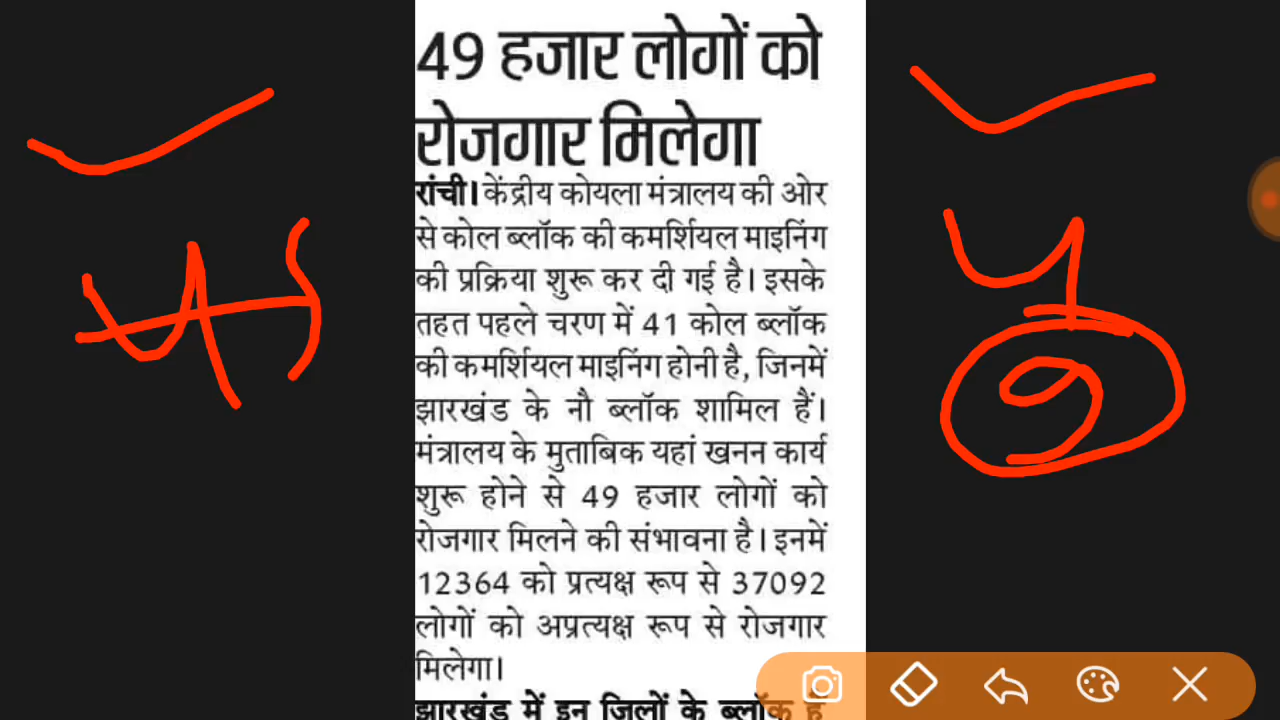 49 हजार लोगों को
रोजगार मिलेगा
रांची। केंद्रीय कोयला मंत्रालय की ओर
से कोल ब्लॉक की कमर्शियल माइनिंग
की प्रक्रिया शुरू कर दी गई है। इसके
तहत पहले चरण में 41 कोल ब्लॉक
की कमर्शियल माइनिंग होनी है, जिनमें
झारखंड के नौ ब्लॉक शामिल हैं।
मंत्रालय के मुताबिक यहां खनन कार्य
शुरू होने से 49 हजार लोगों को
रोजगार मिलने की संभावना है। इनमें
12364 को प्रत्यक्ष रूप से 37092
लोगों को अप्रत्यक्ष रूप से रोजगार
मिलेगा।
झारखंड में इन जिलों के ब्लॉक हैं